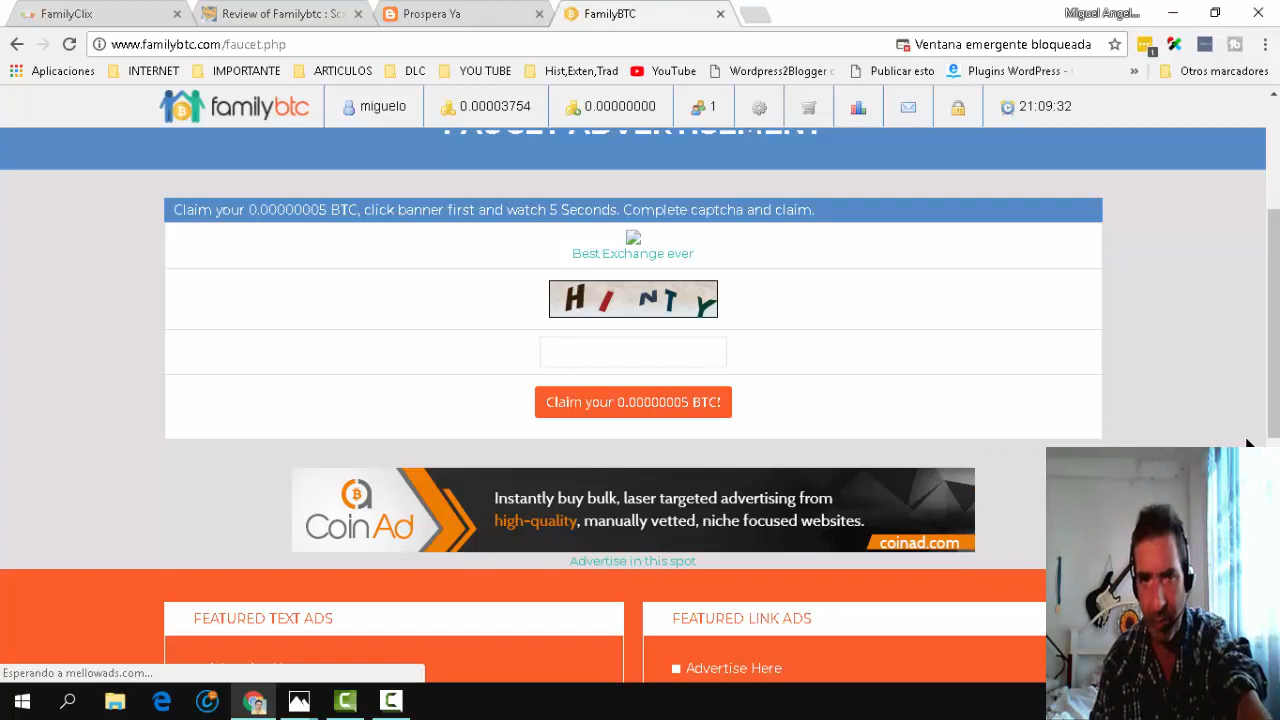 FamilyClix
Review of Familybtc : Sca
Prospera Ya
FamilyBTC
Miguel Angel...
www.familybtc.com/faucet.php
Ventana emergente bloqueada
Aplicaciones
INTERNET
IMPORTANTE
ARTICULOS
DLC
YOU TUBE
Hist,Exten,Trad
YouTube
Wordpress2Blogger.c
Publicar esto
Plugins WordPress -
»
Otros marcadores
familybtc
miguelo
0.00003754
0.00000000
1
21:09:32
FAUCET ADVERTISEMENT
Claim your 0.00000005 BTC, click banner first and watch 5 Seconds. Complete captcha and claim.
Best Exchange ever
H I N T Y
Claim your 0.00000005 BTC!
CoinAd
Instantly buy bulk, laser targeted advertising from
high-quality, manually vetted, niche focused websites.
coinad.com
Advertise in this spot
FEATURED TEXT ADS
FEATURED LINK ADS
Advertise Here
Esperando a mellowads.com...